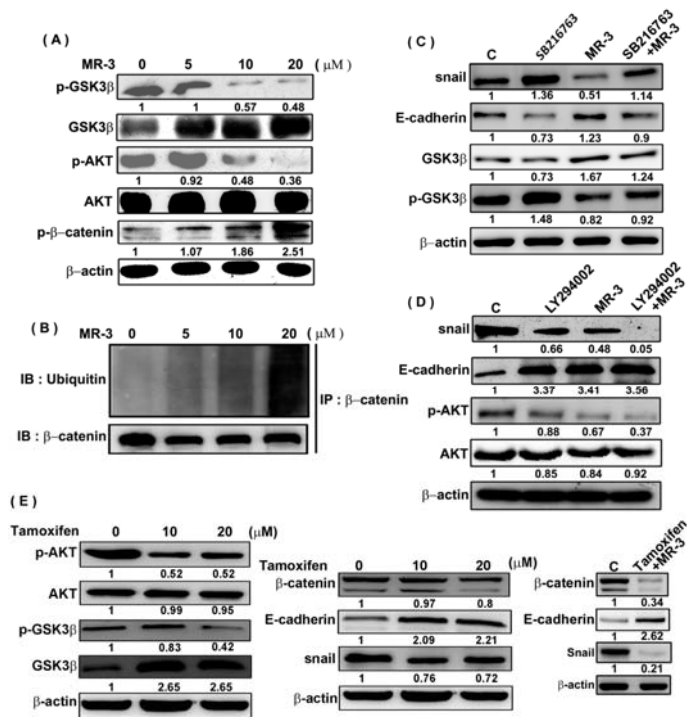 ( A )
MR-3 0 5 10 20 ( μM)
p-GSK3β
1 1 0.57 0.48
GSK3β
p-AKT
1 0.92 0.48 0.36
AKT
p-β-catenin
1 1.07 1.86 2.51
β-actin
( B )
MR-3 0 5 10 20 ( μM)
IB : Ubiquitin
IP : β-catenin
IB : β-catenin
( C )
C SB216763 MR-3 SB216763 +MR-3
snail
1 1.36 0.51 1.14
E-cadherin
1 0.73 1.23 0.9
GSK3β
1 0.73 1.67 1.24
p-GSK3β
1 1.48 0.82 0.92
β-actin
( D )
C LY294002 MR-3 LY294002 +MR-3
snail
1 0.66 0.48 0.05
E-cadherin
1 3.37 3.41 3.56
p-AKT
1 0.88 0.67 0.37
AKT
1 0.85 0.84 0.92
β-actin
( E )
Tamoxifen 0 10 20 (μM)
p-AKT
1 0.52 0.52
AKT
1 0.99 0.95
p-GSK3β
1 0.83 0.42
GSK3β
1 2.65 2.65
β-actin
Tamoxifen 0 10 20 (μM)
β-catenin
1 0.97 0.8
E-cadherin
1 2.09 2.21
snail
1 0.76 0.72
β-actin
C Tamoxifen +MR-3
β-catenin
1 0.34
E-cadherin
1 2.62
Snail
1 0.21
β-actin